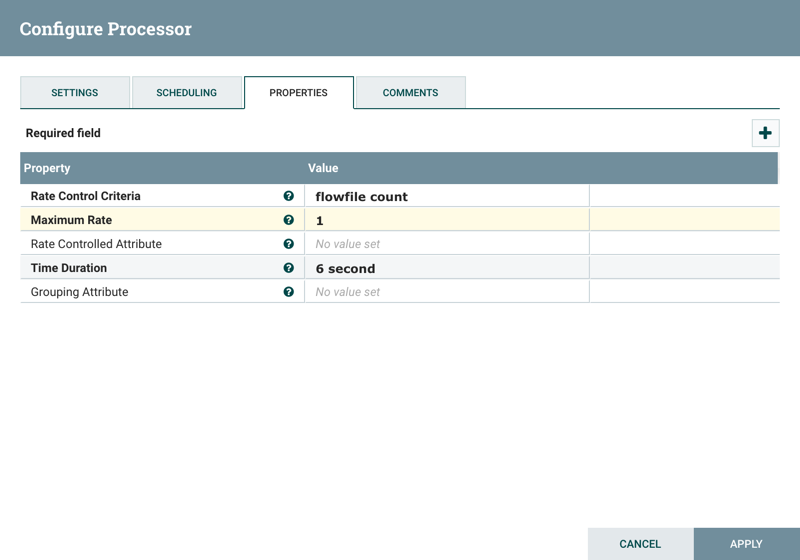 Configure Processor
SETTINGS SCHEDULING PROPERTIES COMMENTS
Required field
Property Value
Rate Control Criteria flowfile count
Maximum Rate 1
Rate Controlled Attribute No value set
Time Duration 6 second
Grouping Attribute No value set
CANCEL APPLY